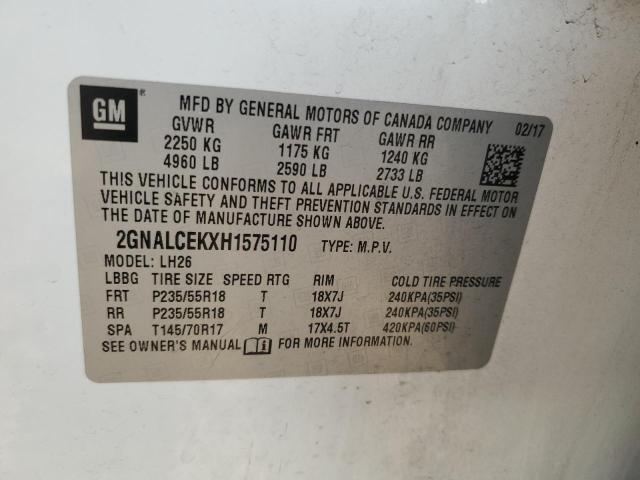 GM ® MFD BY GENERAL MOTORS OF CANADA COMPANY 02/17
GVWR GAWR FRT GAWR RR
2250 KG 1175 KG 1240 KG
4960 LB 2590 LB 2733 LB
THIS VEHICLE CONFORMS TO ALL APPLICABLE U.S. FEDERAL MOTOR
VEHICLE SAFETY AND THEFT PREVENTION STANDARDS IN EFFECT ON
THE DATE OF MANUFACTURE SHOWN ABOVE.
2GNALCEKXH1575110 TYPE: M.P.V.
MODEL: LH26
LBBG TIRE SIZE SPEED RTG RIM COLD TIRE PRESSURE
FRT P235/55R18 T 18X7J 240KPA(35PSI)
RR P235/55R18 T 18X7J 240KPA(35PSI)
SPA T145/70R17 M 17X4.5T 420KPA(60PSI)
SEE OWNER'S MANUAL FOR MORE INFORMATION.